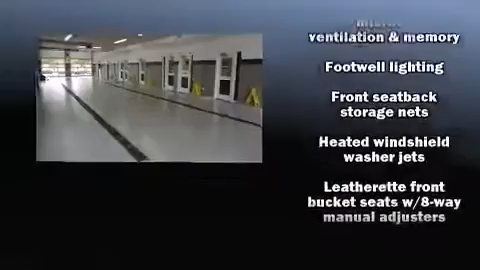 ventilation & memory
Footwell lighting
Front seatback
storage nets
Heated windshield
washer jets
Leatherette front
bucket seats w/8-way
manual adjusters